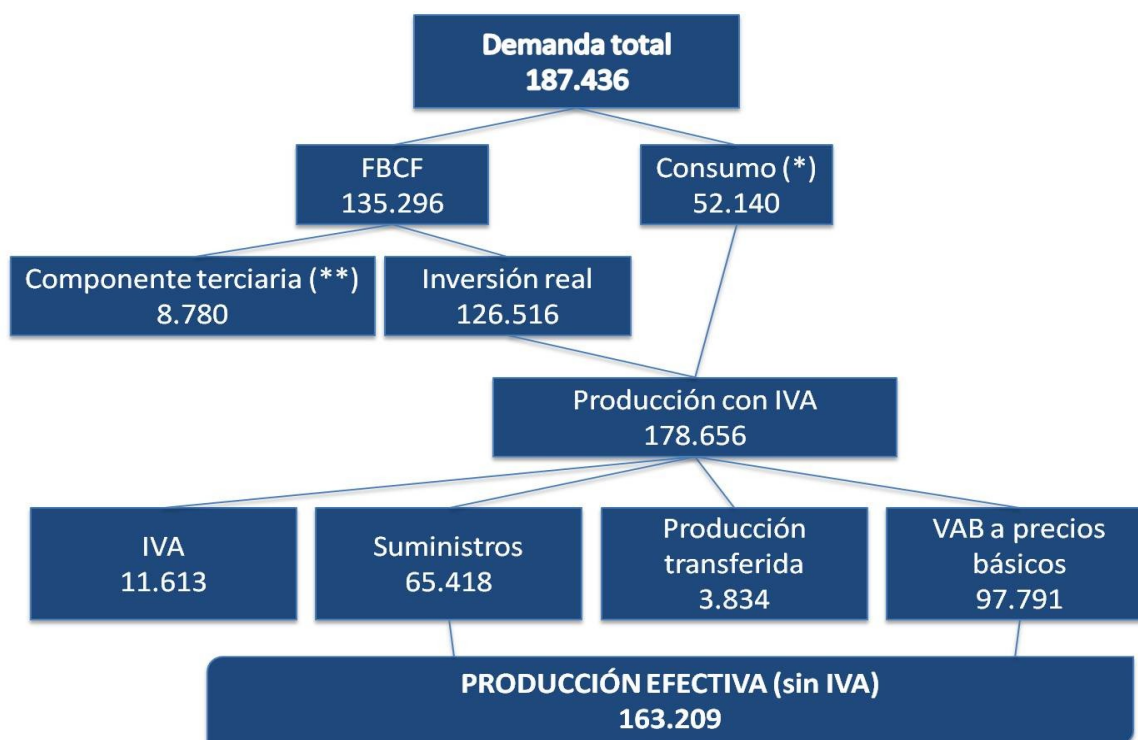 Demanda total
187.436
FBCF
135.296
Consumo (*)
52.140
Componente terciaria (**)
8.780
Inversión real
126.516
Producción con IVA
178.656
IVA
11.613
Suministros
65.418
Producción
transferida
3.834
VAB a precios
básicos
97.791
PRODUCCIÓN EFECTIVA (sin IVA)
163.209